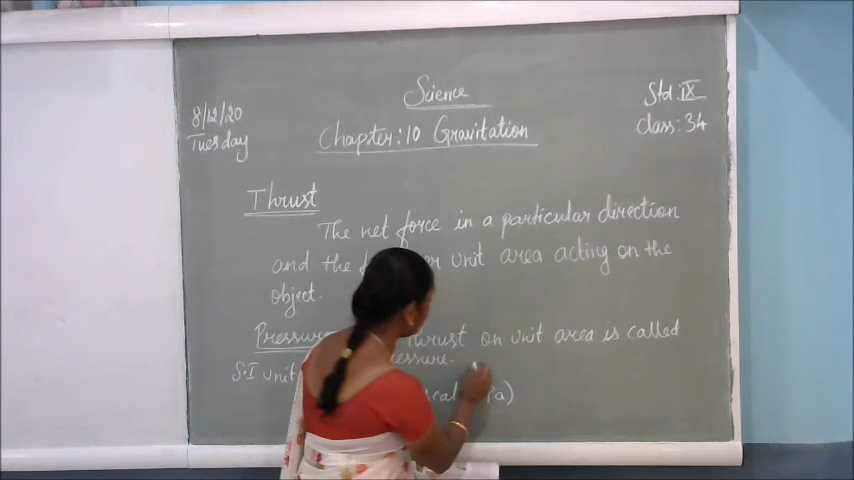 Science
8/12/20
Tuesday
Std: IX
Class: 34
Chapter: 10 Gravitation
Thrust
The net force in a particular direction
and the unit area acting on the
object.
Pressure Thrust on unit area is called
S.I unit